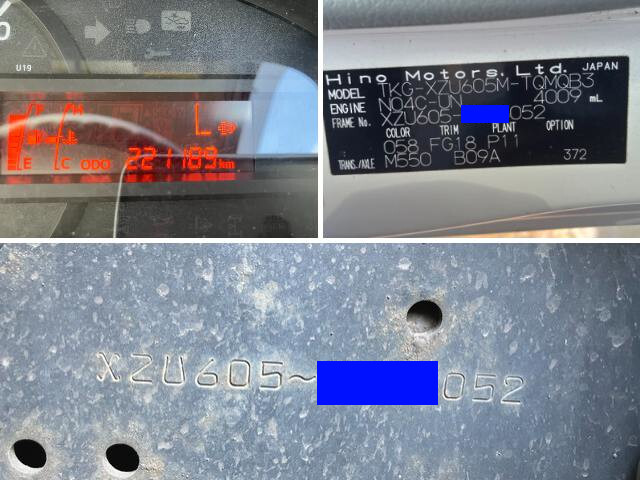 %
U19
F H
L
E C ODO 221189 km
Hino Motors, Ltd. JAPAN
MODEL TKG-XZU605M-TQMQB3
ENGINE N04C-UN 4009 mL
FRAME No. XZU605- 052
COLOR TRIM PLANT OPTION
058 FG18 P11
TRANS./AXLE M550 B09A 372
XZU605~ 052